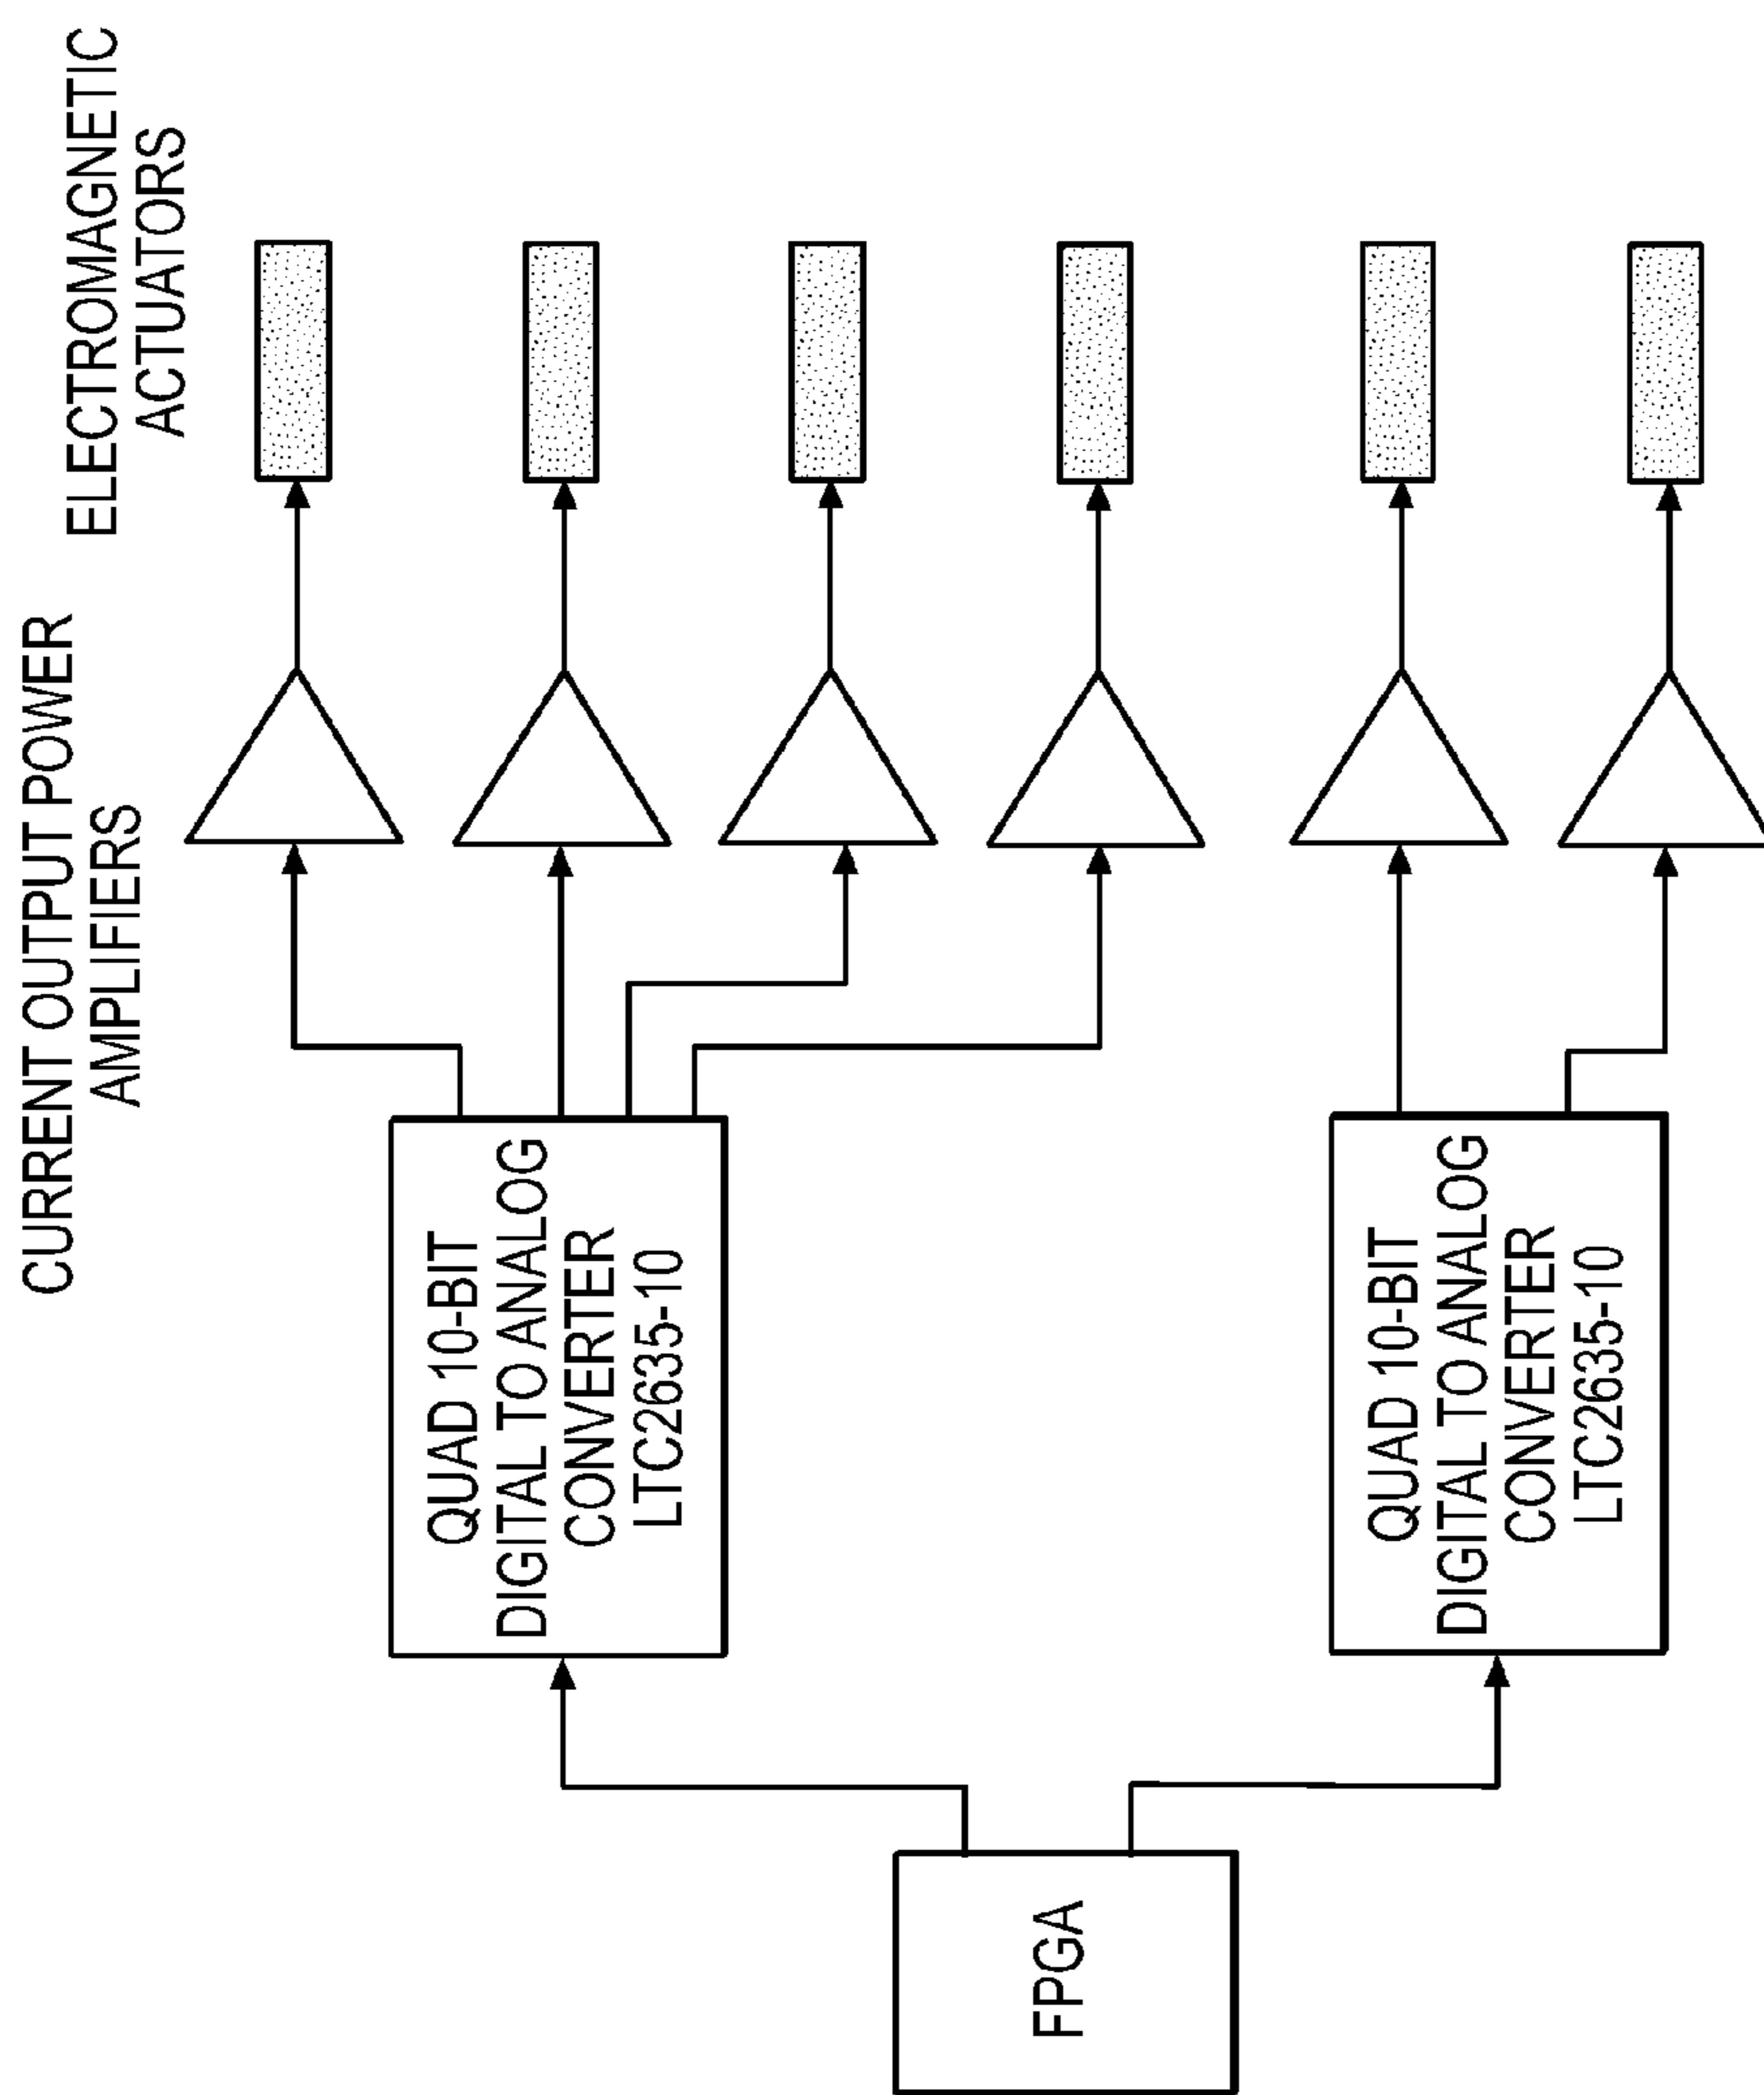 CURRENT OUTPUT POWER
AMPLIFIERS
ELECTROMAGNETIC
ACTUATORS
QUAD 10-BIT
DIGITAL TO ANALOG
CONVERTER
LTC2635-10
FPGA
QUAD 10-BIT
DIGITAL TO ANALOG
CONVERTER
LTC2635-10